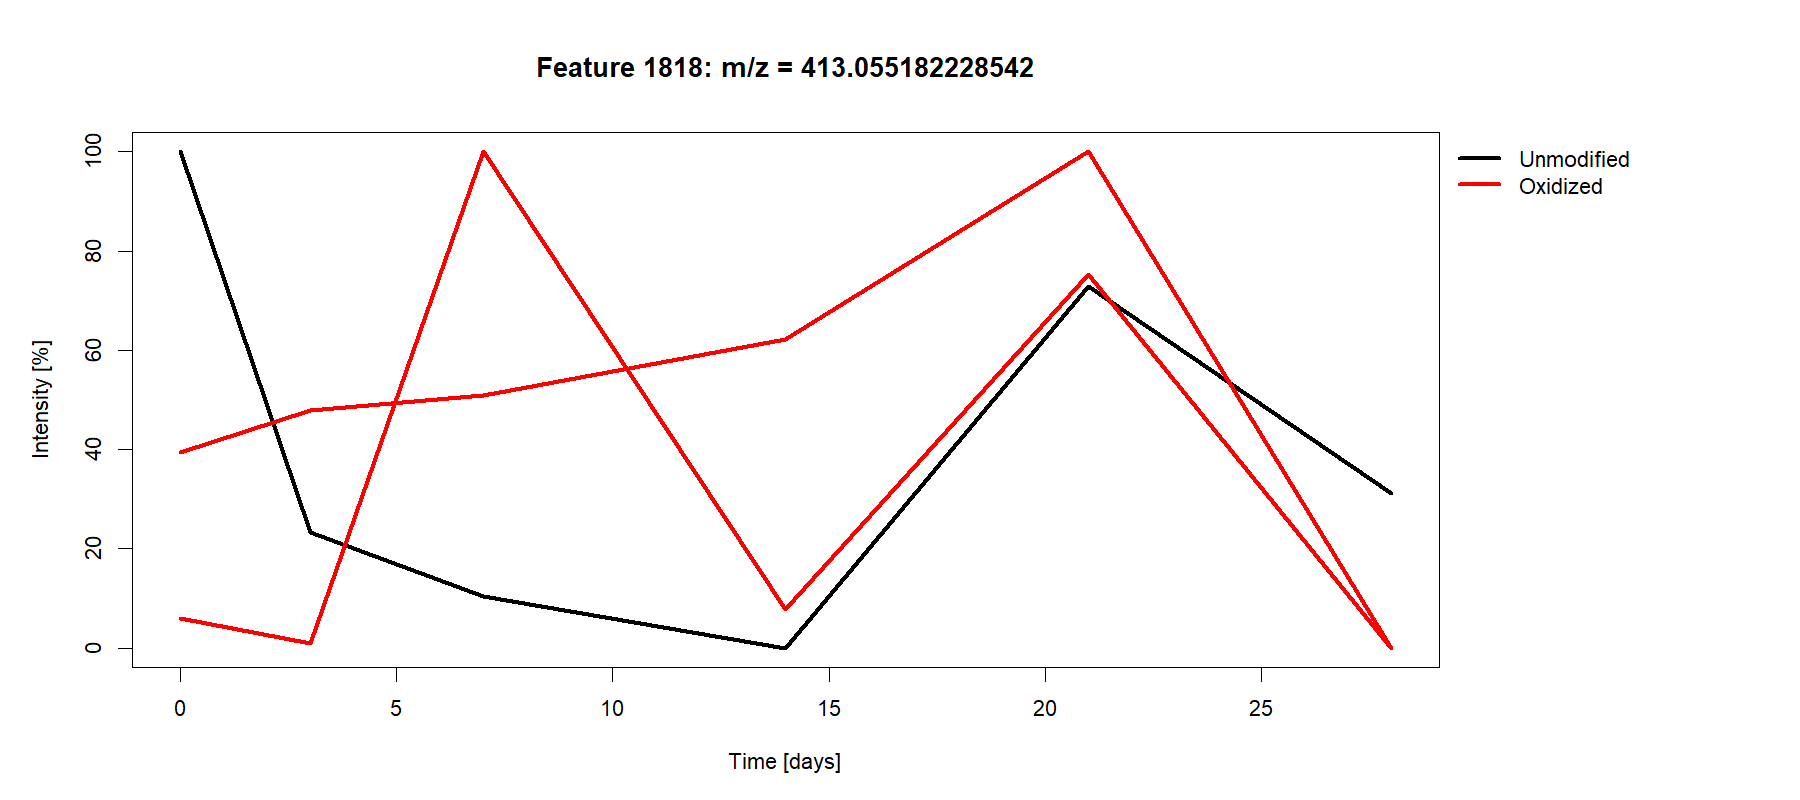 Feature 1818: m/z = 413.055182228542
Unmodified
Oxidized
Intensity [%]
100
80
60
40
20
0
0 5 10 15 20 25
Time [days]